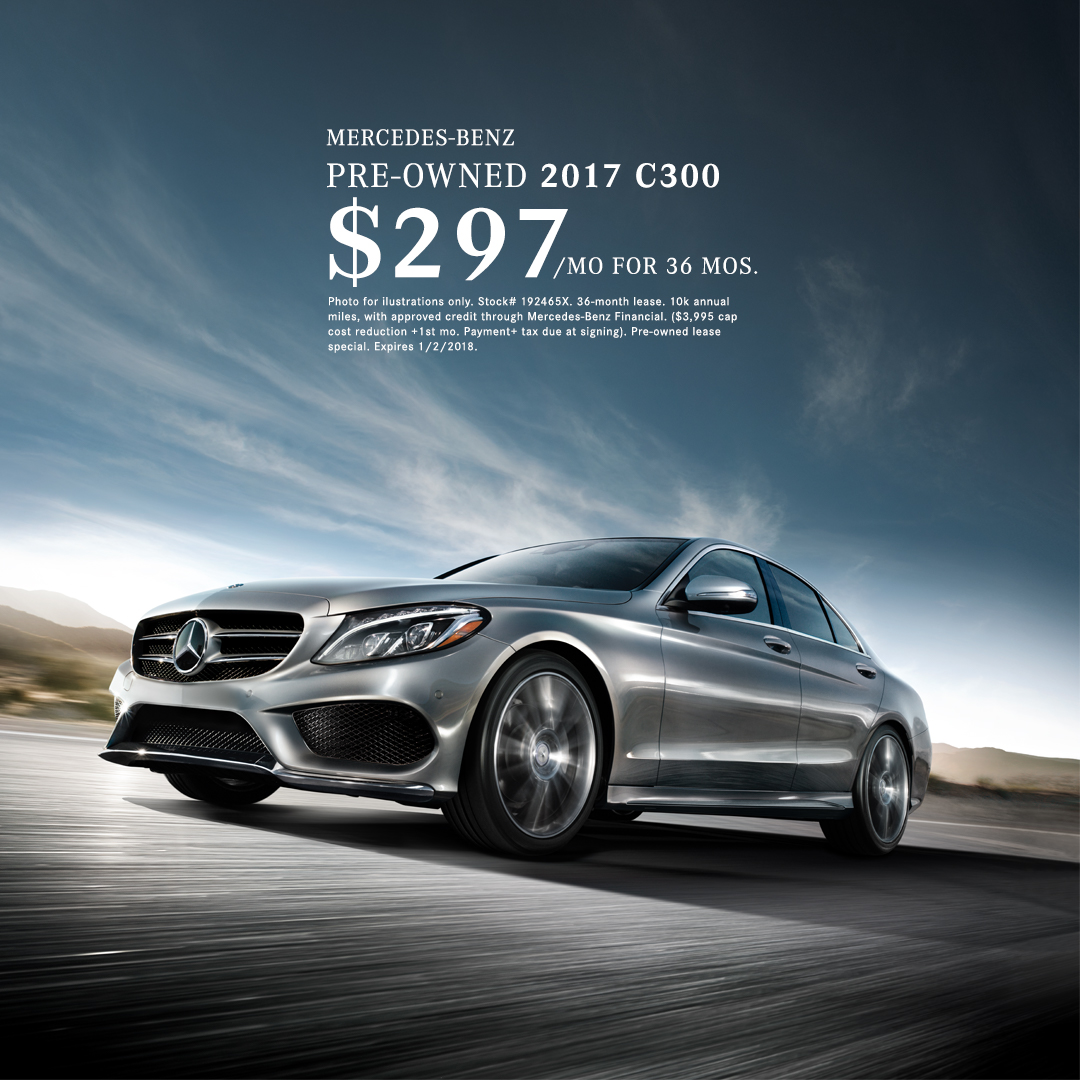 MERCEDES-BENZ
PRE-OWNED 2017 C300
$297/MO FOR 36 MOS.
Photo for ilustrations only. Stock# 192465X. 36-month lease. 10k annual
miles, with approved credit through Mercedes-Benz Financial. ($3,995 cap
cost reduction +1st mo. Payment+ tax due at signing). Pre-owned lease
special. Expires 1/2/2018.